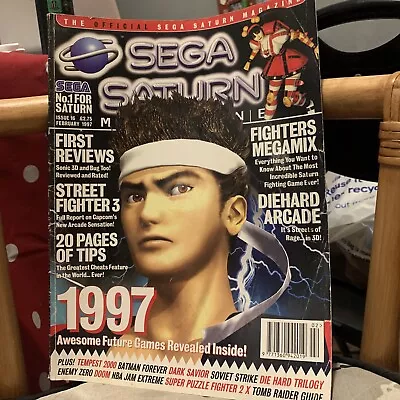 THE OFFICIAL SEGA SATURN MAGAZINE
SEGA
SATURN
SEGA
No.1 FOR
SATURN
ISSUE 16 £2.75
FEBRUARY 1997
FIRST
REVIEWS
Sonic 3D and Bug Too!
Reviewed and Rated!
STREET
FIGHTER 3
Full Report on Capcom's
New Arcade Sensation!
20 PAGES
OF TIPS
The Greatest Cheats Feature
in the World... Ever!
FIGHTERS
MEGAMIX
Everything You Want to
Know About The Most
Incredible Saturn
Fighting Game Ever!
DIEHARD
ARCADE
It's Streets of
Rage... in 3D!
1997
Awesome Future Games Revealed Inside!
02
9 771360 942019
PLUS! TEMPEST 2000 BATMAN FOREVER DARK SAVIOR SOVIET STRIKE DIE HARD TRILOGY
ENEMY ZERO DOOM NBA JAM EXTREME SUPER PUZZLE FIGHTER 2 X TOMB RAIDER GUIDE